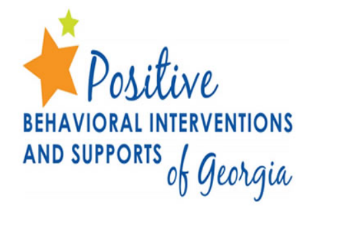 Positive
BEHAVIORAL INTERVENTIONS
AND SUPPORTS
of Georgia